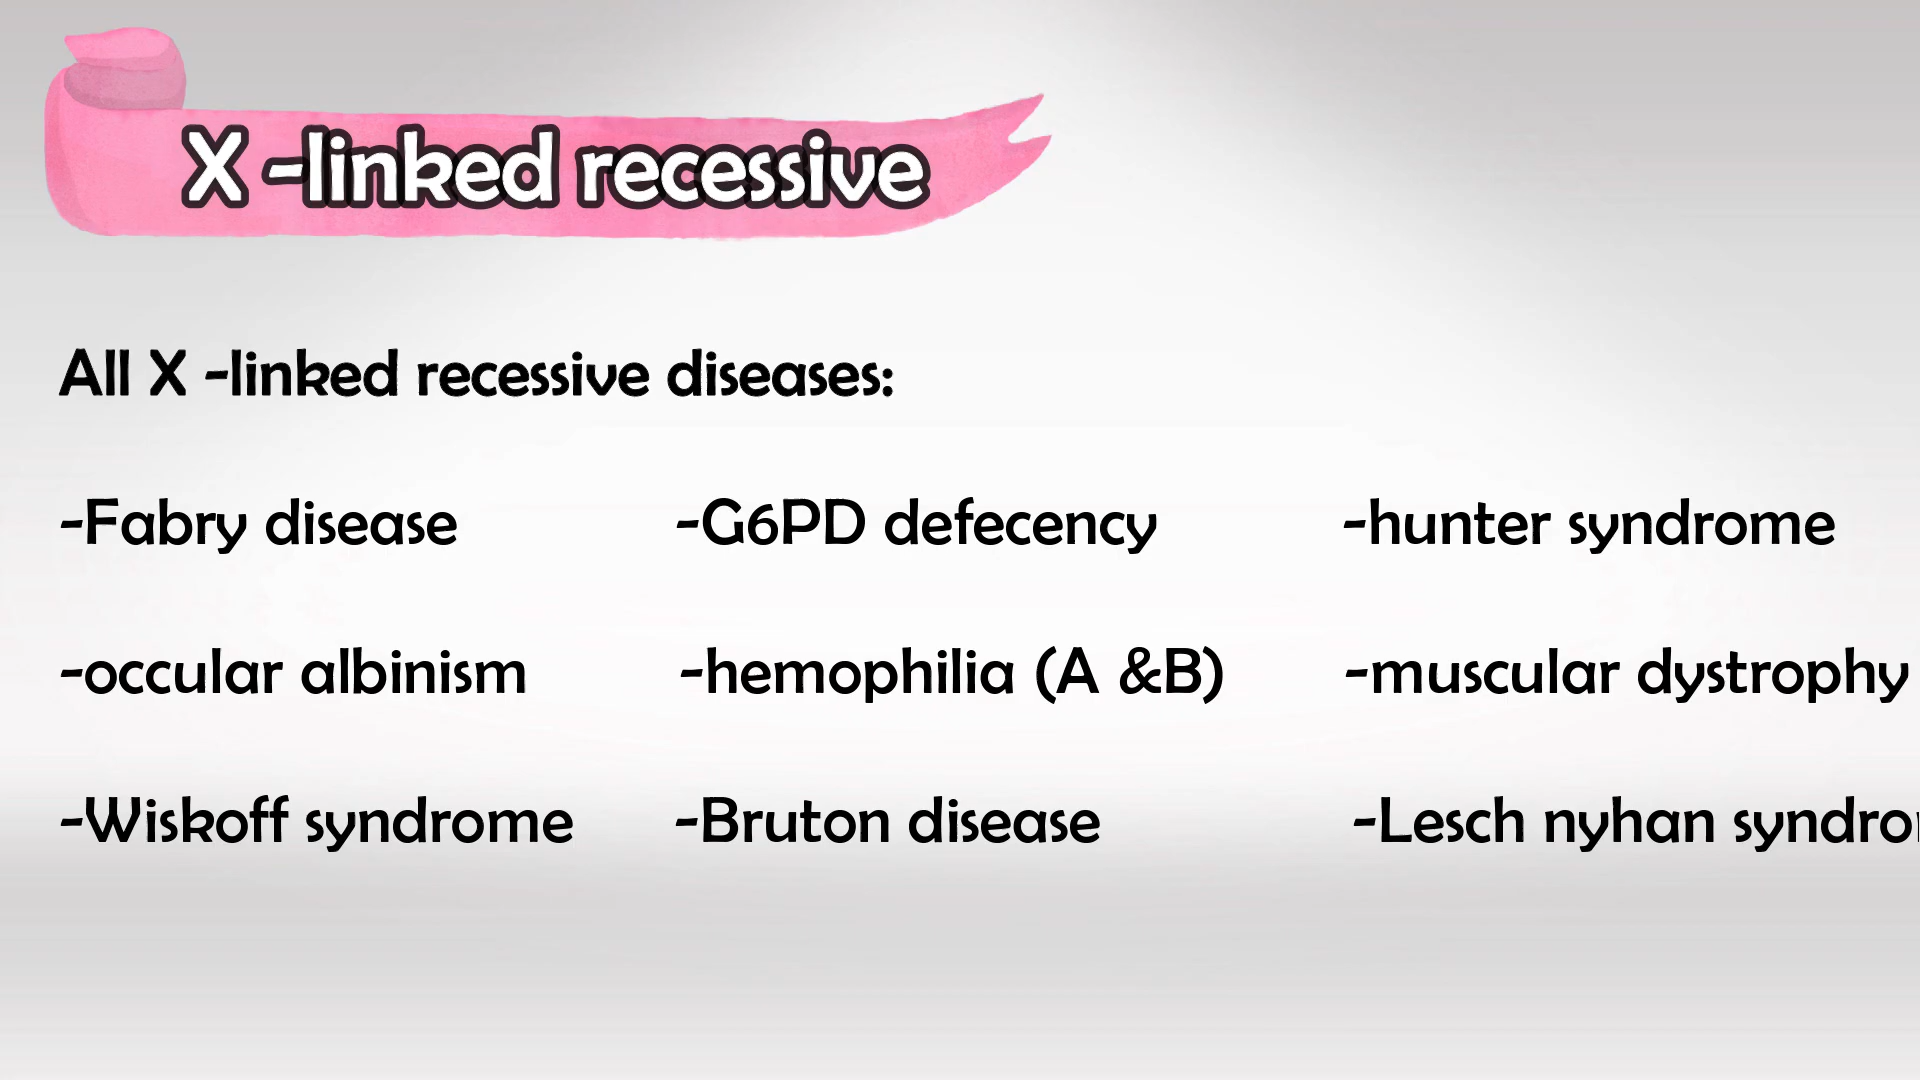 X -linked recessive
All X -linked recessive diseases:
-Fabry disease -G6PD defecency -hunter syndrome
-occular albinism -hemophilia (A &B) -muscular dystrophy
-Wiskoff syndrome -Bruton disease -Lesch nyhan